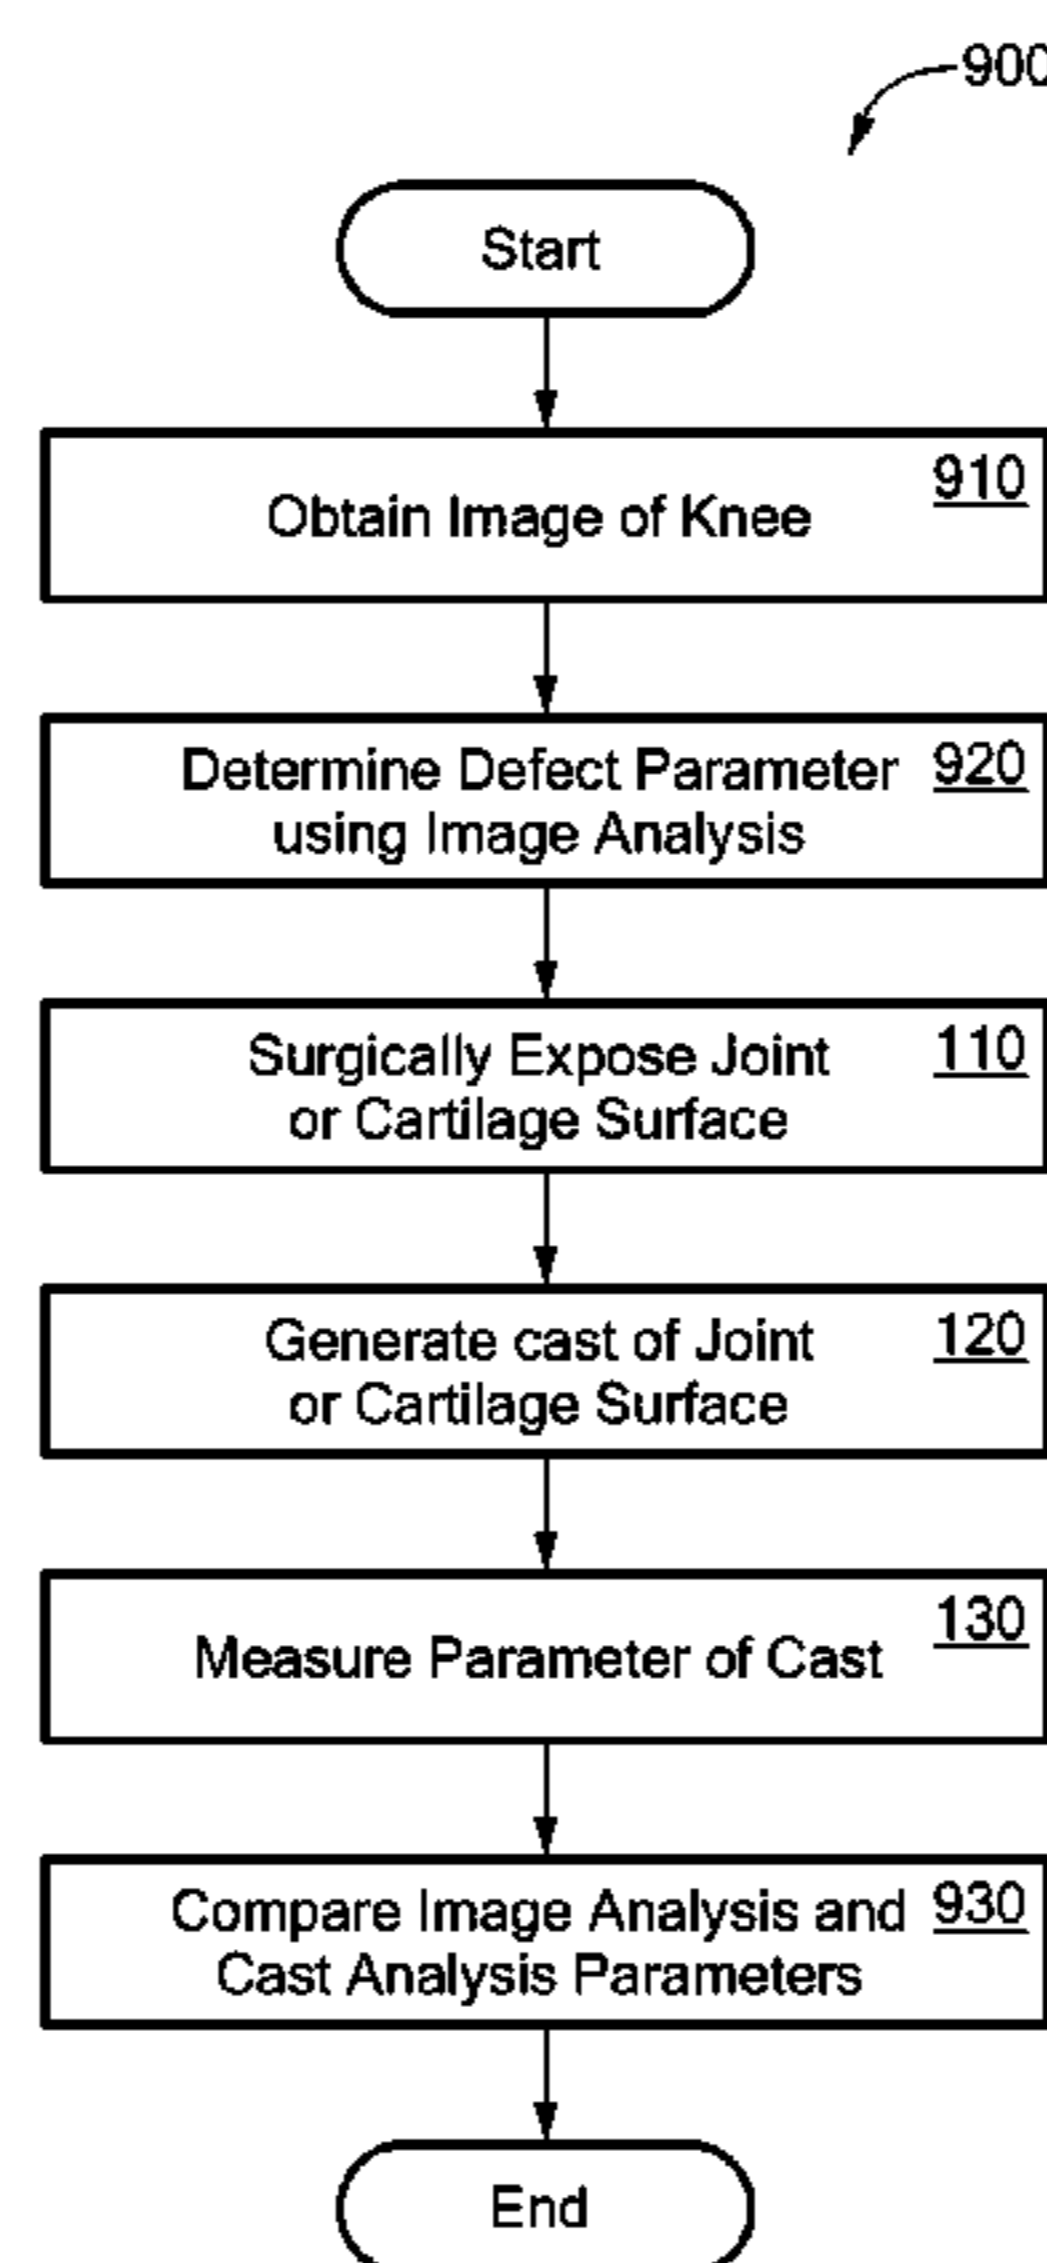 900
Start
910
Obtain Image of Knee
920
Determine Defect Parameter
using Image Analysis
110
Surgically Expose Joint
or Cartilage Surface
120
Generate cast of Joint
or Cartilage Surface
130
Measure Parameter of Cast
930
Compare Image Analysis and
Cast Analysis Parameters
End